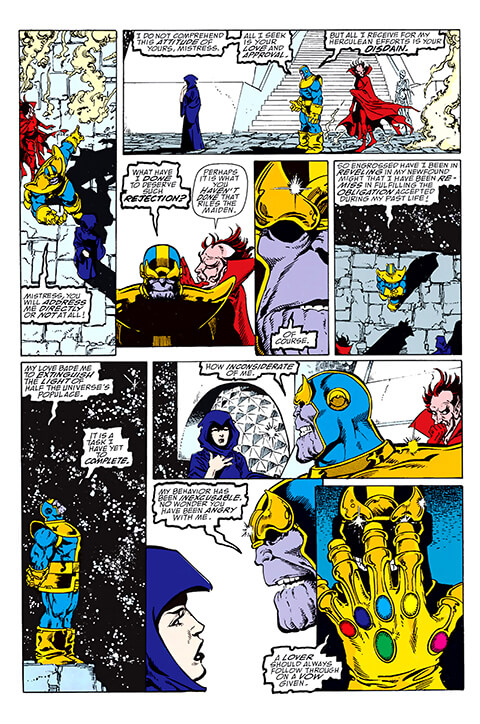 I DO NOT COMPREHEND
THIS ATTITUDE OF
YOURS, MISTRESS.
ALL I SEEK
IS YOUR
LOVE AND
APPROVAL.
BUT ALL I RECEIVE FOR MY
HERCULEAN EFFORTS IS YOUR
DISDAIN.
MISTRESS, YOU
WILL ADDRESS
ME DIRECTLY
OR NOT AT ALL!
WHAT HAVE
I DONE TO
DESERVE
SUCH
REJECTION?
PERHAPS
IT IS WHAT
YOU
HAVEN'T
DONE THAT
RILES THE
MAIDEN.
OF
COURSE.
SO ENGROSSED HAVE I BEEN IN
REVELING IN MY NEWFOUND
MIGHT THAT I HAVE BEEN RE-
MISS IN FULFILLING THE
OBLIGATION ACCEPTED
DURING MY PAST LIFE!
MY LOVE BADE ME
TO EXTINGUISH
THE LIGHT OF
HALF THE UNIVERSE'S
POPULACE.
IT IS A
TASK I
HAVE YET
TO
COMPLETE.
HOW INCONSIDERATE
OF ME.
MY BEHAVIOR HAS
BEEN INEXCUSABLE.
NO WONDER YOU
HAVE BEEN ANGRY
WITH ME.
A LOVER
SHOULD ALWAYS
FOLLOW THROUGH
ON A VOW
GIVEN.